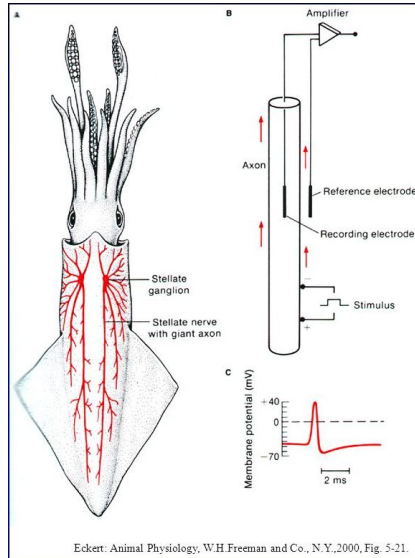 a
Stellate
ganglion
Stellate nerve
with giant axon
B
Amplifier
Axon
Reference electrode
Recording electrode
−
Stimulus
+
C
Membrane potential (mV)
+40
0
−70
2 ms
Eckert: Animal Physiology, W.H.Freeman and Co., N.Y.,2000, Fig. 5-21.